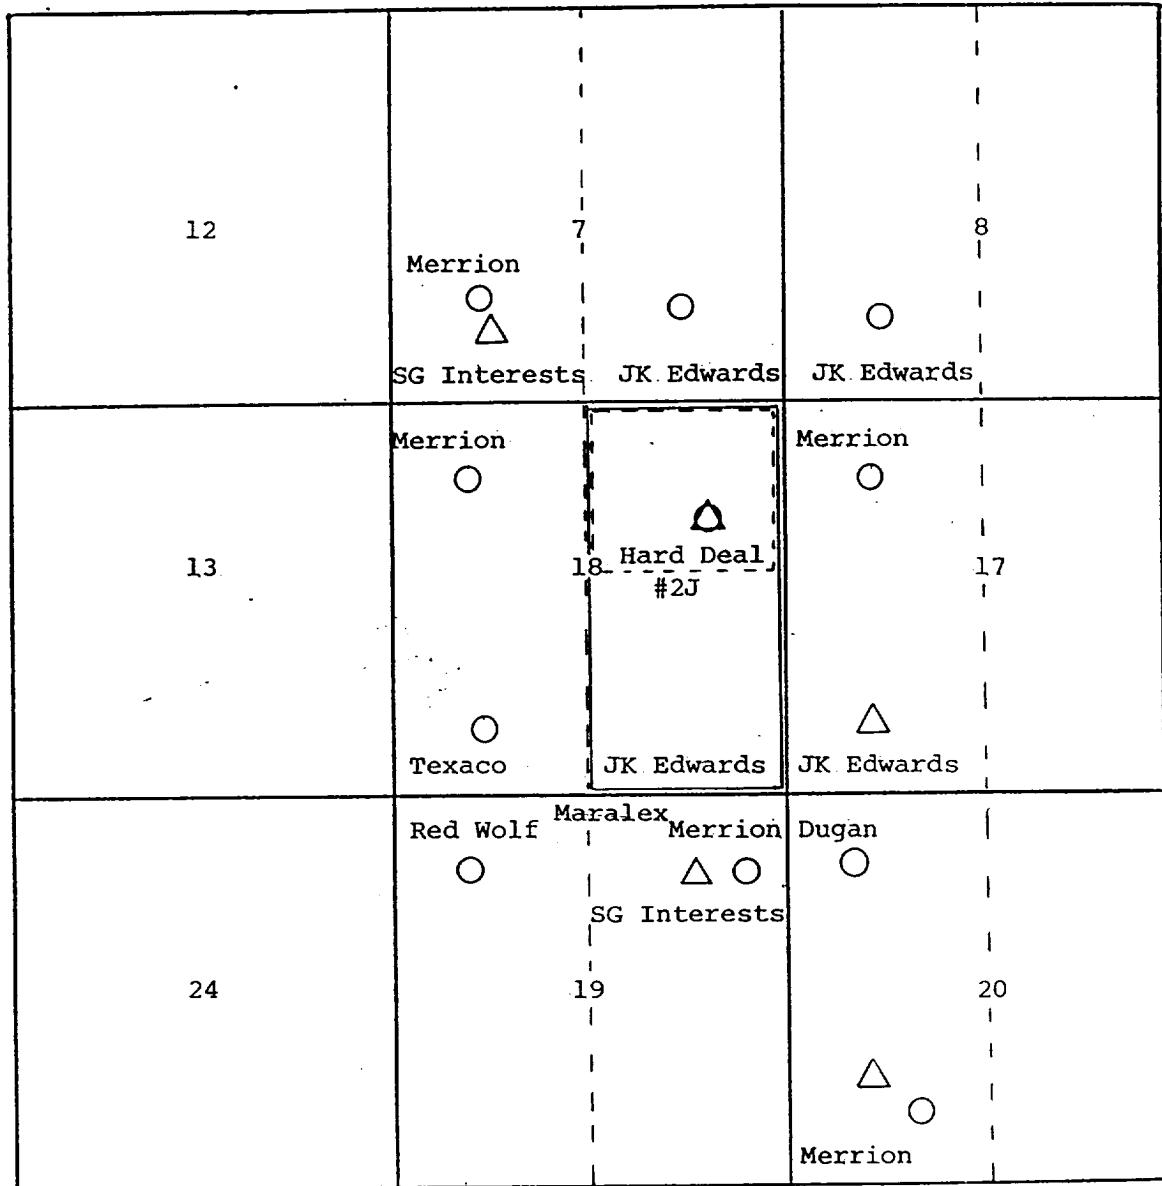 12
7
8
Merrion
SG Interests
JK Edwards
JK Edwards
Merrion
Merrion
13
18
Hard Deal
#2J
17
Texaco
JK Edwards
JK Edwards
Maralex
Red Wolf
Merrion
Dugan
SG Interests
24
19
20
Merrion